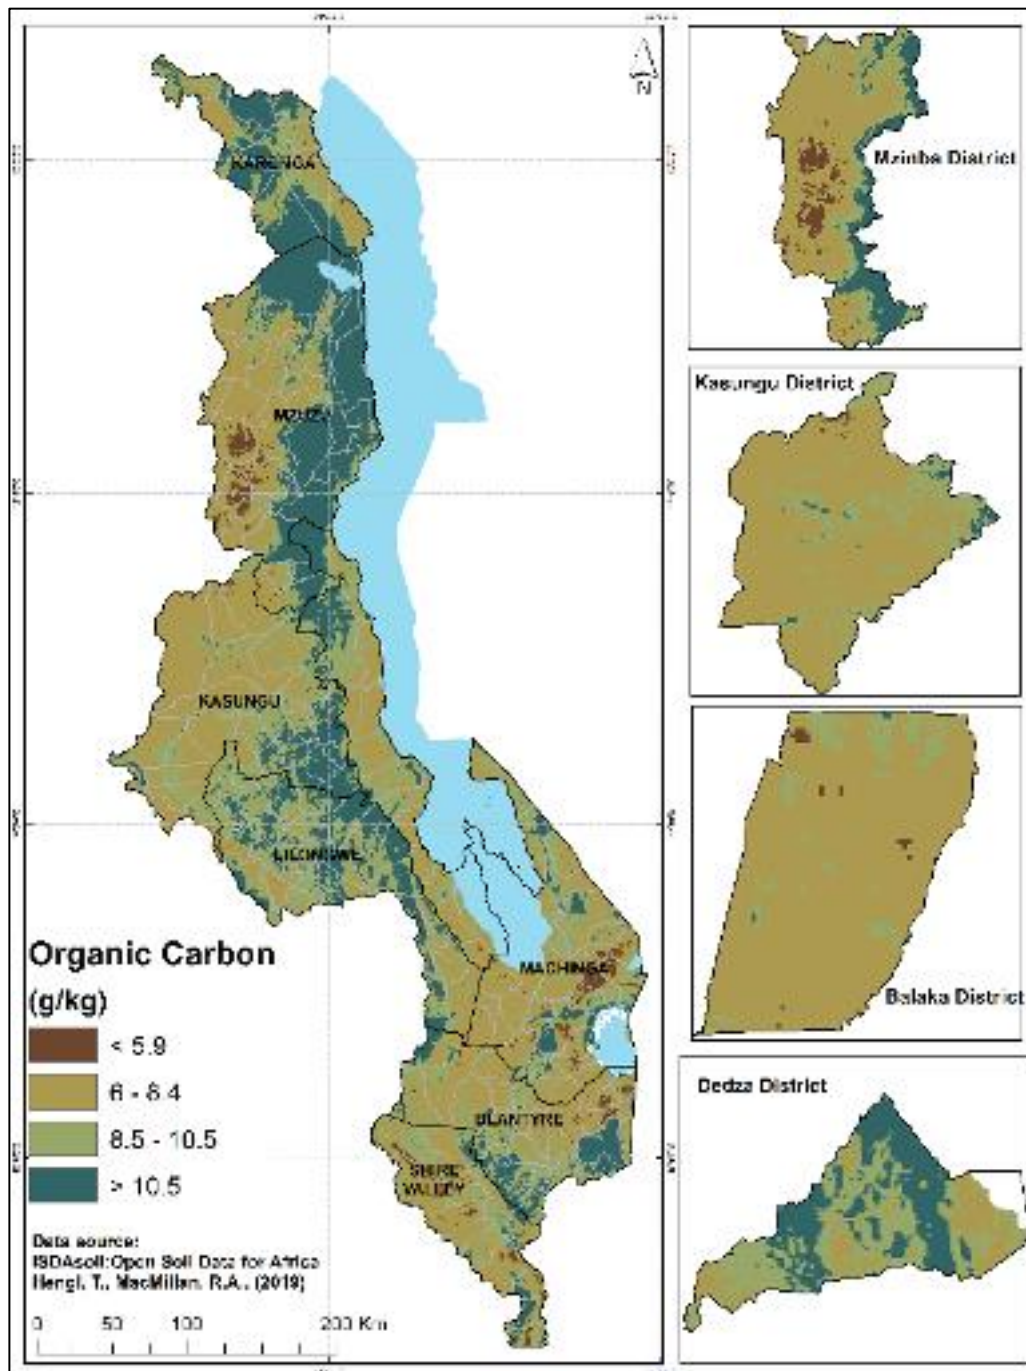 N
KARONGA
MZUZU
KASUNGU
LILONGWE
MACHINGA
BLANTYRE
SHIRE
VALLEY
Organic Carbon
(g/kg)
< 5.9
6 - 8.4
8.5 - 10.5
> 10.5
Data source:
ISDAsoil:Open Soil Data for Africa
Hengl, T., MacMillan, R.A., (2019)
0 50 100 200 Km
Mzimba District
Kasungu District
Balaka District
Dedza District